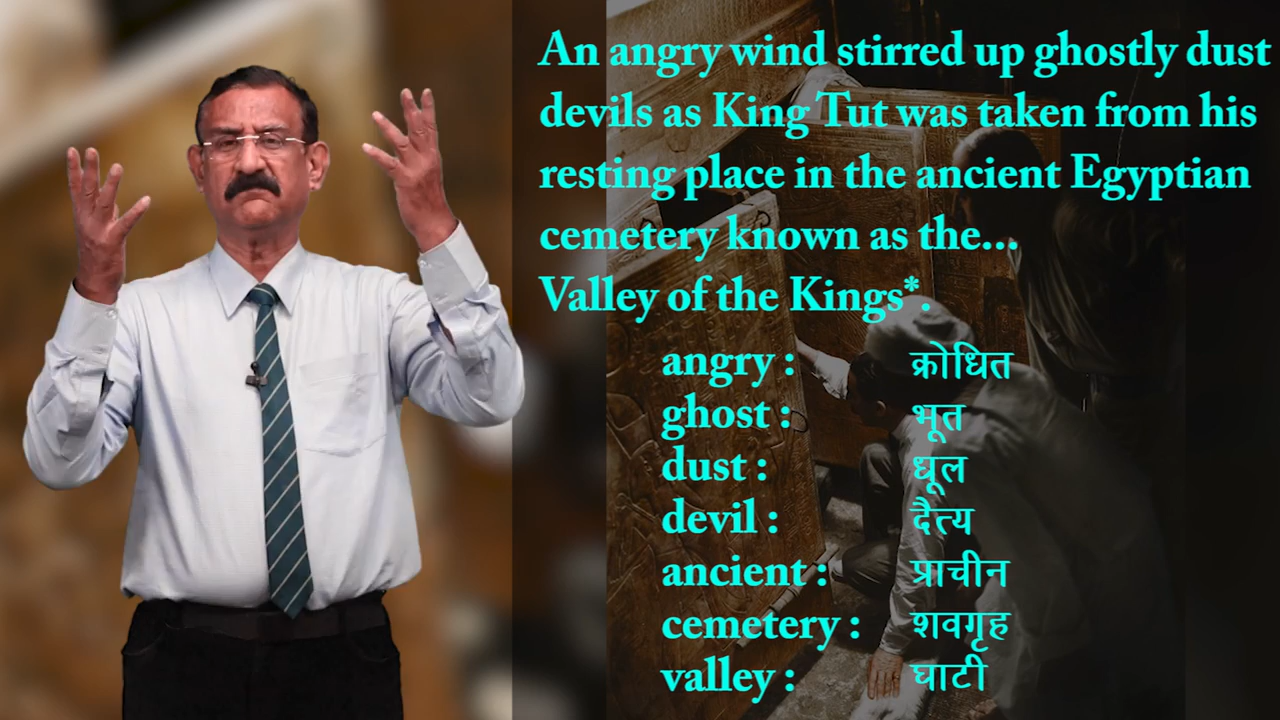 An angry wind stirred up ghostly dust
devils as King Tut was taken from his
resting place in the ancient Egyptian
cemetery known as the...
Valley of the Kings*.
angry : क्रोधित
ghost : भूत
dust : धूल
devil : दैत्य
ancient : प्राचीन
cemetery : शवगृह
valley : घाटी